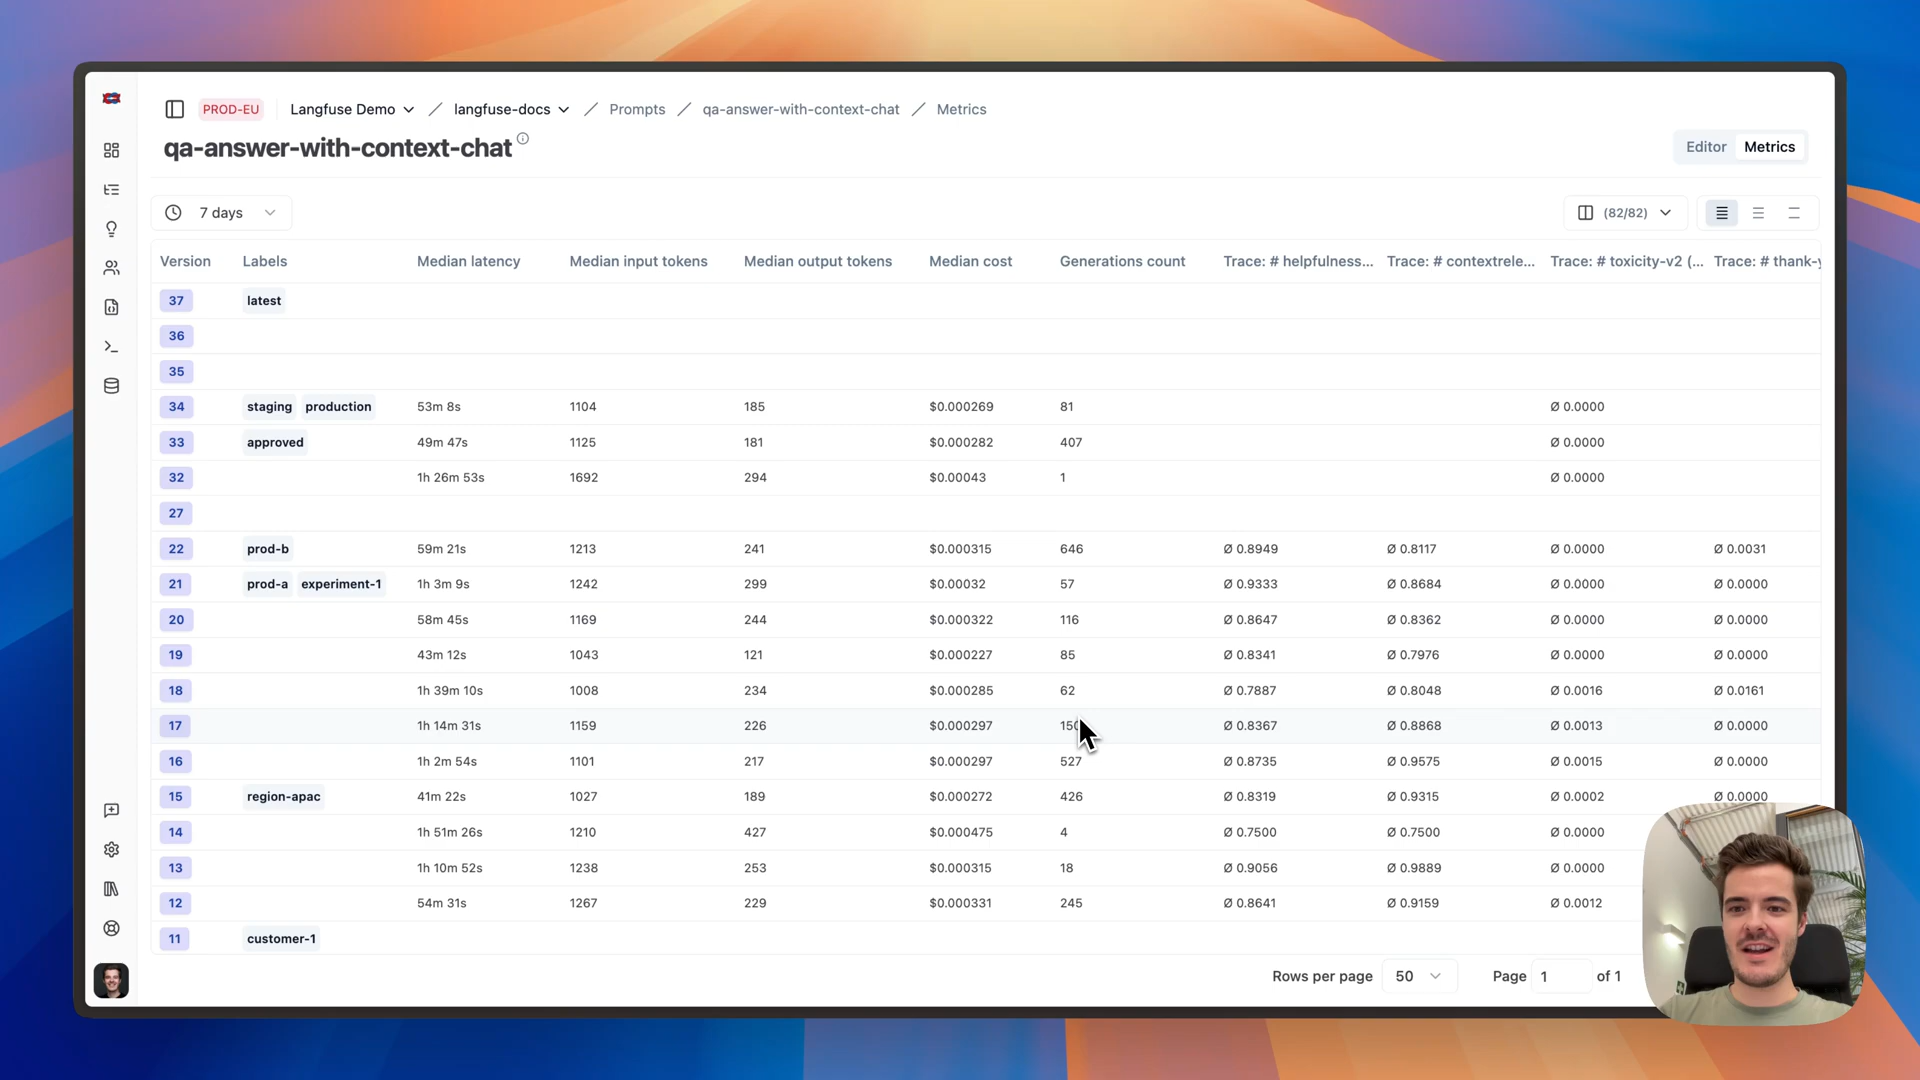 PROD-EU Langfuse Demo / langfuse-docs / Prompts / qa-answer-with-context-chat / Metrics
qa-answer-with-context-chat
Editor Metrics
7 days (82/82)
Version Labels Median latency Median input tokens Median output tokens Median cost Generations count Trace: # helpfulness... Trace: # contextrele... Trace: # toxicity-v2 (... Trace: # thank-y
37 latest
36
35
34 staging production 53m 8s 1104 185 $0.000269 81 Ø 0.0000
33 approved 49m 47s 1125 181 $0.000282 407 Ø 0.0000
32 1h 26m 53s 1692 294 $0.00043 1 Ø 0.0000
27
22 prod-b 59m 21s 1213 241 $0.000315 646 Ø 0.8949 Ø 0.8117 Ø 0.0000 Ø 0.0031
21 prod-a experiment-1 1h 3m 9s 1242 299 $0.00032 57 Ø 0.9333 Ø 0.8684 Ø 0.0000 Ø 0.0000
20 58m 45s 1169 244 $0.000322 116 Ø 0.8647 Ø 0.8362 Ø 0.0000 Ø 0.0000
19 43m 12s 1043 121 $0.000227 85 Ø 0.8341 Ø 0.7976 Ø 0.0000 Ø 0.0000
18 1h 39m 10s 1008 234 $0.000285 62 Ø 0.7887 Ø 0.8048 Ø 0.0016 Ø 0.0161
17 1h 14m 31s 1159 226 $0.000297 Ø 0.8367 Ø 0.8868 Ø 0.0013 Ø 0.0000
16 1h 2m 54s 1101 217 $0.000297 527 Ø 0.8735 Ø 0.9575 Ø 0.0015 Ø 0.0000
15 region-apac 41m 22s 1027 189 $0.000272 426 Ø 0.8319 Ø 0.9315 Ø 0.0002 Ø 0.0000
14 1h 51m 26s 1210 427 $0.000475 4 Ø 0.7500 Ø 0.7500 Ø 0.0000
13 1h 10m 52s 1238 253 $0.000315 18 Ø 0.9056 Ø 0.9889 Ø 0.0000
12 54m 31s 1267 229 $0.000331 245 Ø 0.8641 Ø 0.9159 Ø 0.0012
11 customer-1
Rows per page 50 Page 1 of 1